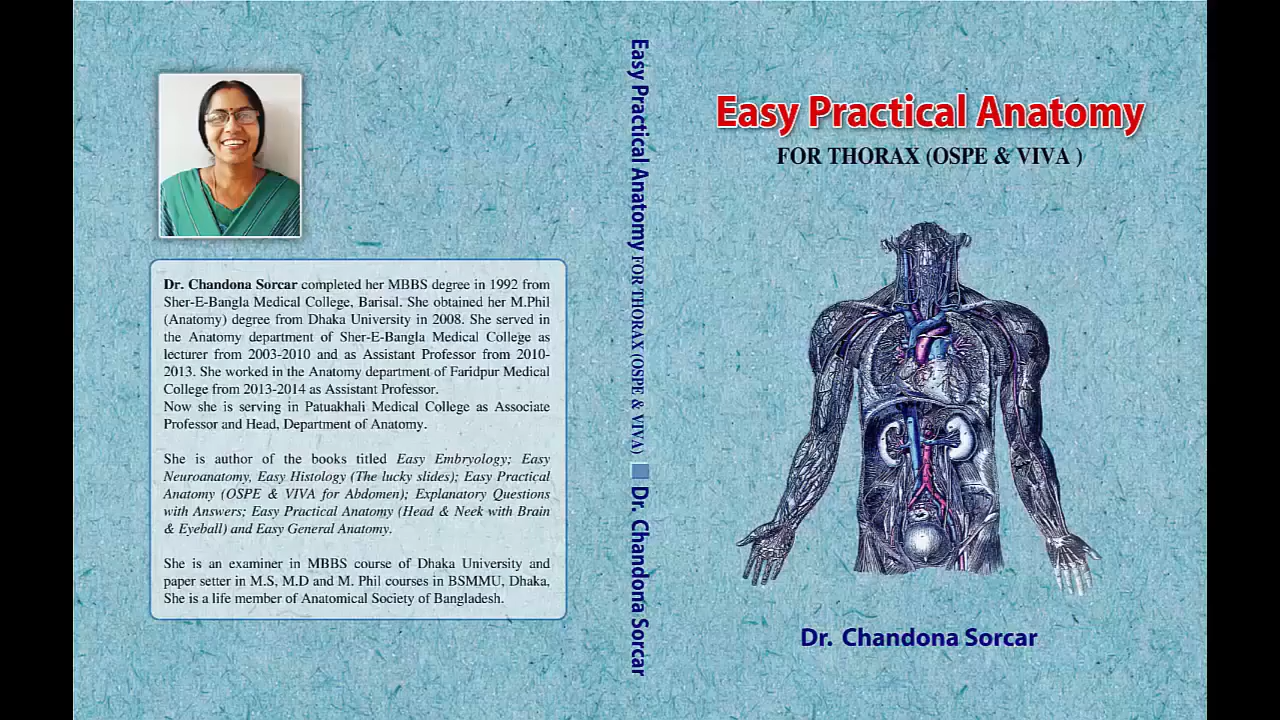 Dr. Chandona Sorcar completed her MBBS degree in 1992 from
Sher-E-Bangla Medical College, Barisal. She obtained her M.Phil
(Anatomy) degree from Dhaka University in 2008. She served in
the Anatomy department of Sher-E-Bangla Medical College as
lecturer from 2003-2010 and as Assistant Professor from 2010-
2013. She worked in the Anatomy department of Faridpur Medical
College from 2013-2014 as Assistant Professor.
Now she is serving in Patuakhali Medical College as Associate
Professor and Head, Department of Anatomy.
She is author of the books titled Easy Embryology; Easy
Neuroanatomy, Easy Histology (The lucky slides); Easy Practical
Anatomy (OSPE & VIVA for Abdomen); Explanatory Questions
with Answers; Easy Practical Anatomy (Head & Neek with Brain
& Eyeball) and Easy General Anatomy.
She is an examiner in MBBS course of Dhaka University and
paper setter in M.S, M.D and M. Phil courses in BSMMU, Dhaka,
She is a life member of Anatomical Society of Bangladesh.
Easy Practical Anatomy FOR THORAX (OSPE & VIVA) Dr. Chandona Sorcar
Easy Practical Anatomy
FOR THORAX (OSPE & VIVA )
Dr. Chandona Sorcar